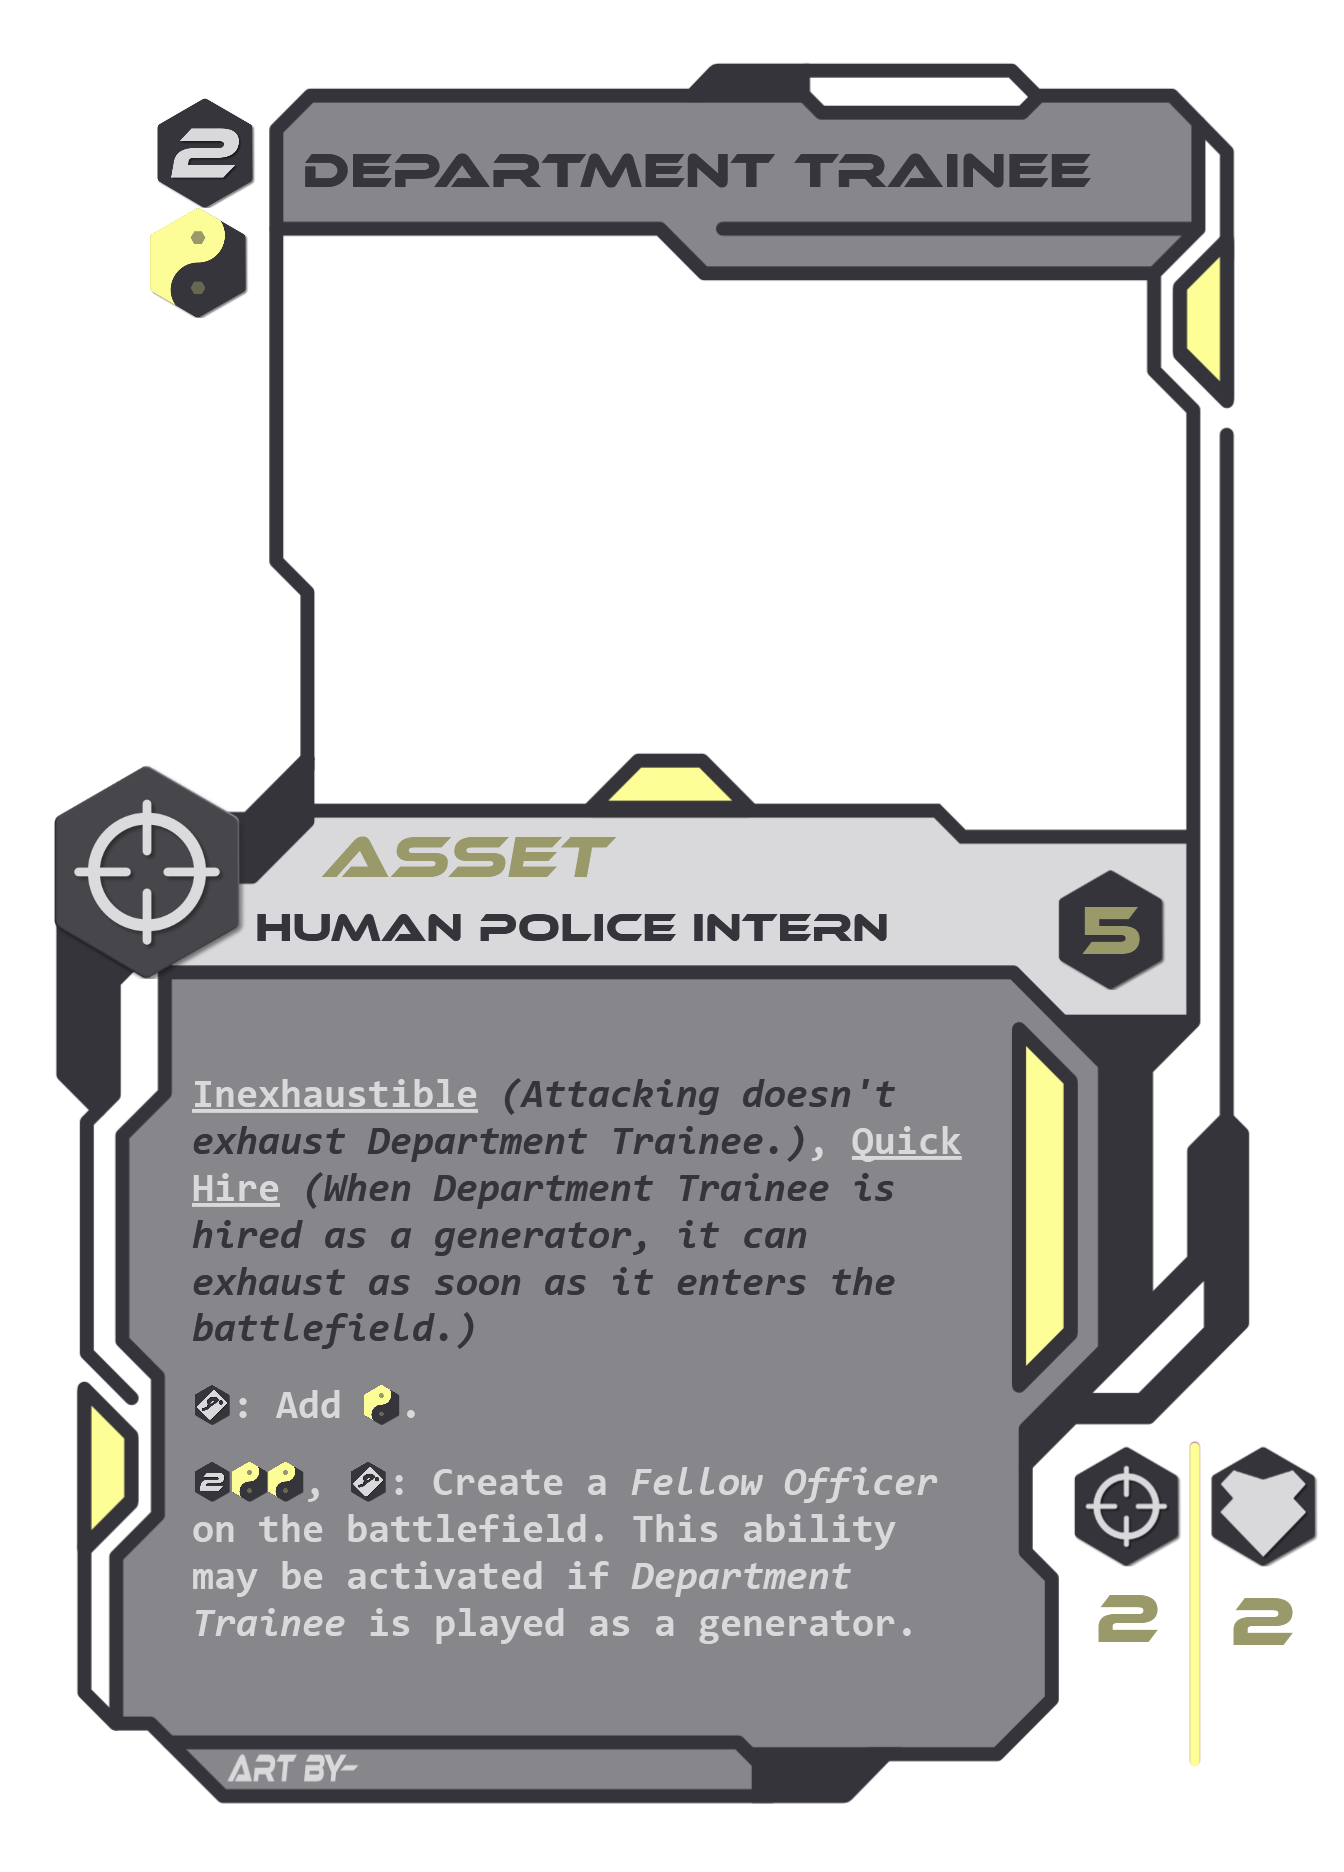 2
DEPARTMENT TRAINEE
ASSET
HUMAN POLICE INTERN
5
Inexhaustible (Attacking doesn't
exhaust Department Trainee.), Quick
Hire (When Department Trainee is
hired as a generator, it can
exhaust as soon as it enters the
battlefield.)
: Add .
2, : Create a Fellow Officer
on the battlefield. This ability
may be activated if Department
Trainee is played as a generator.
2 2
ART BY-